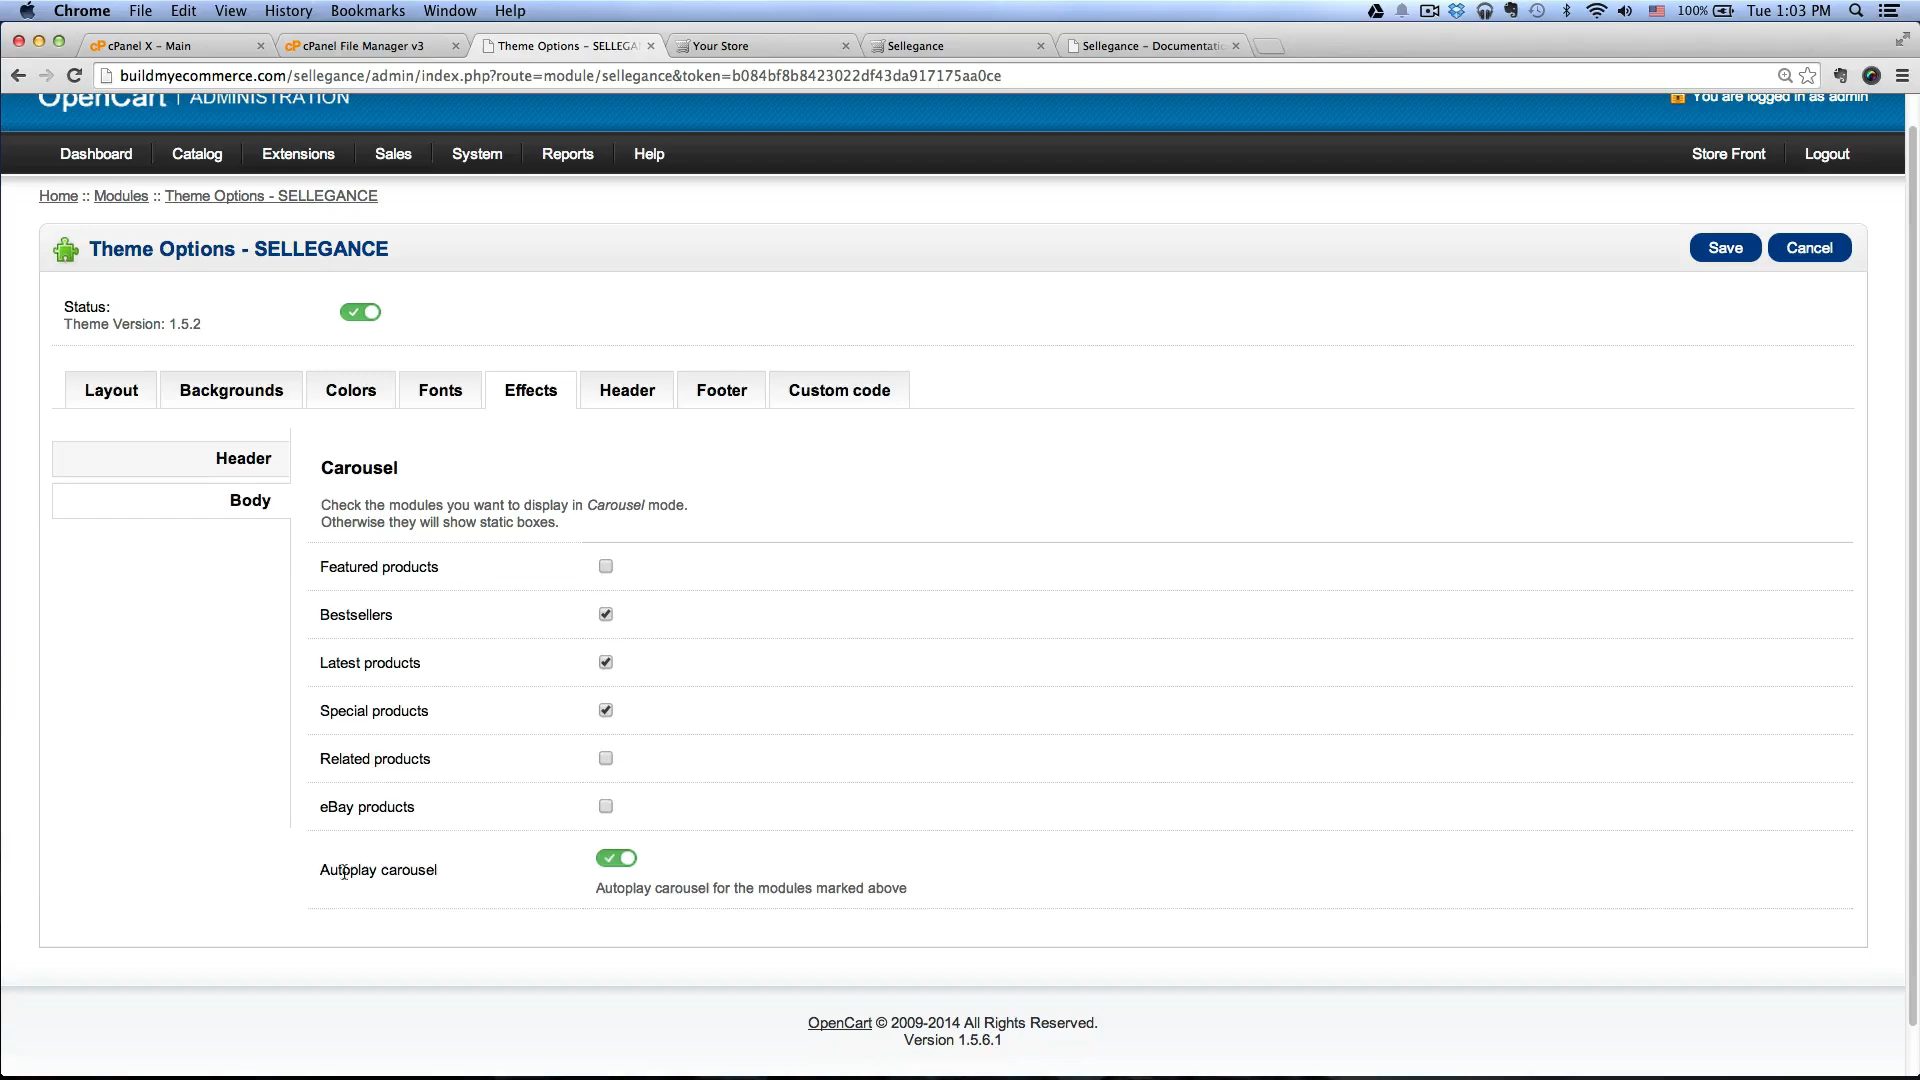 Chrome File Edit View History Bookmarks Window Help 100% Tue 1:03 PM
cPanel X – Main cPanel File Manager v3 Theme Options – SELLEGA Your Store Sellegance Sellegance – Documentatio
buildmyecommerce.com/sellegance/admin/index.php?route=module/sellegance&token=b084bf8b8423022df43da917175aa0ce
OpenCart | ADMINISTRATION You are logged in as admin
Dashboard Catalog Extensions Sales System Reports Help Store Front Logout
Home :: Modules :: Theme Options - SELLEGANCE
Theme Options - SELLEGANCE Save Cancel
Status:
Theme Version: 1.5.2
Layout Backgrounds Colors Fonts Effects Header Footer Custom code
Header
Body
Carousel
Check the modules you want to display in Carousel mode.
Otherwise they will show static boxes.
Featured products
Bestsellers
Latest products
Special products
Related products
eBay products
Autoplay carousel
Autoplay carousel for the modules marked above
OpenCart © 2009-2014 All Rights Reserved.
Version 1.5.6.1